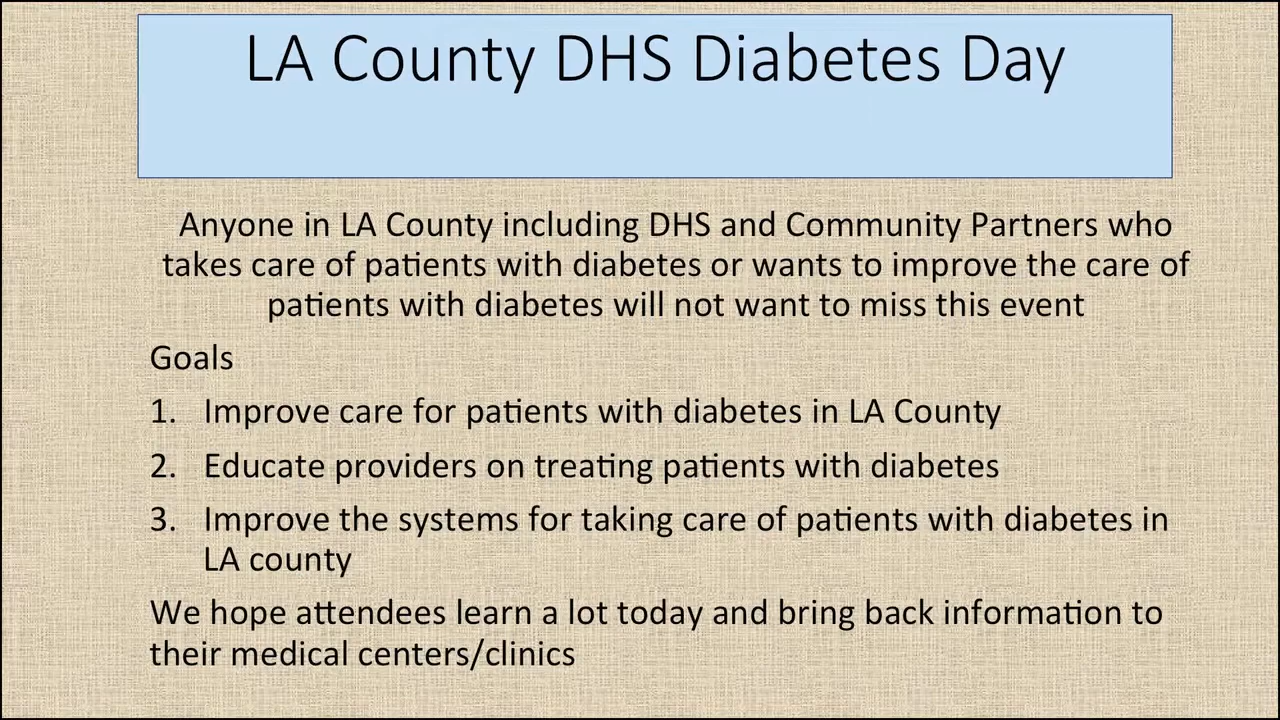 LA County DHS Diabetes Day
Anyone in LA County including DHS and Community Partners who
takes care of patients with diabetes or wants to improve the care of
patients with diabetes will not want to miss this event
Goals
1. Improve care for patients with diabetes in LA County
2. Educate providers on treating patients with diabetes
3. Improve the systems for taking care of patients with diabetes in
LA county
We hope attendees learn a lot today and bring back information to
their medical centers/clinics